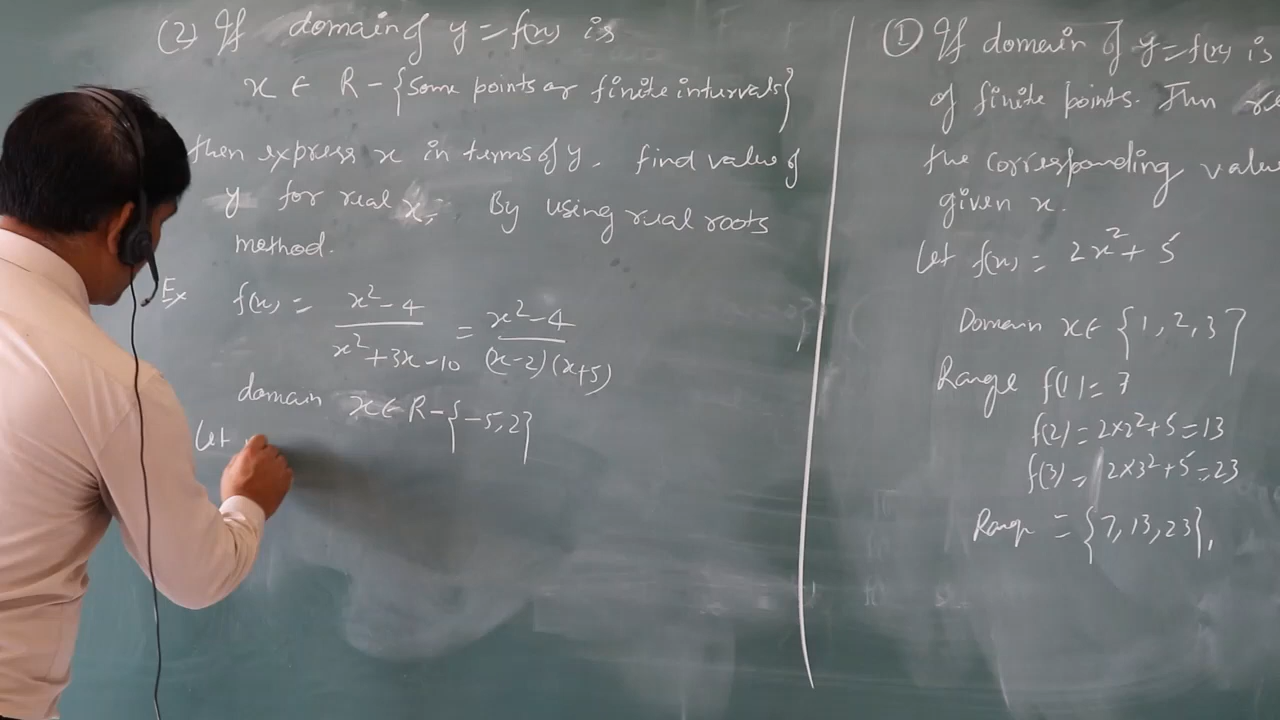 (2) If domain of y = f(x) is
x ∈ R - {Some points or finite intervals}
then express x in terms of y. find value of
y for real x. By using real roots
method.
Ex f(x) = x²-4 / x²+3x-10 = x²-4 / (x-2)(x+5)
domain x ∈ R - {-5,2}
Let
① If domain of y = f(x) is
of finite points. Then
the corresponding value
given x.
Let f(x) = 2x² + 5
Domain x ∈ {1, 2, 3}
Range f(1) = 7
f(2) = 2×2²+5 = 13
f(3) = 2×3²+5 = 23
Range = {7, 13, 23},